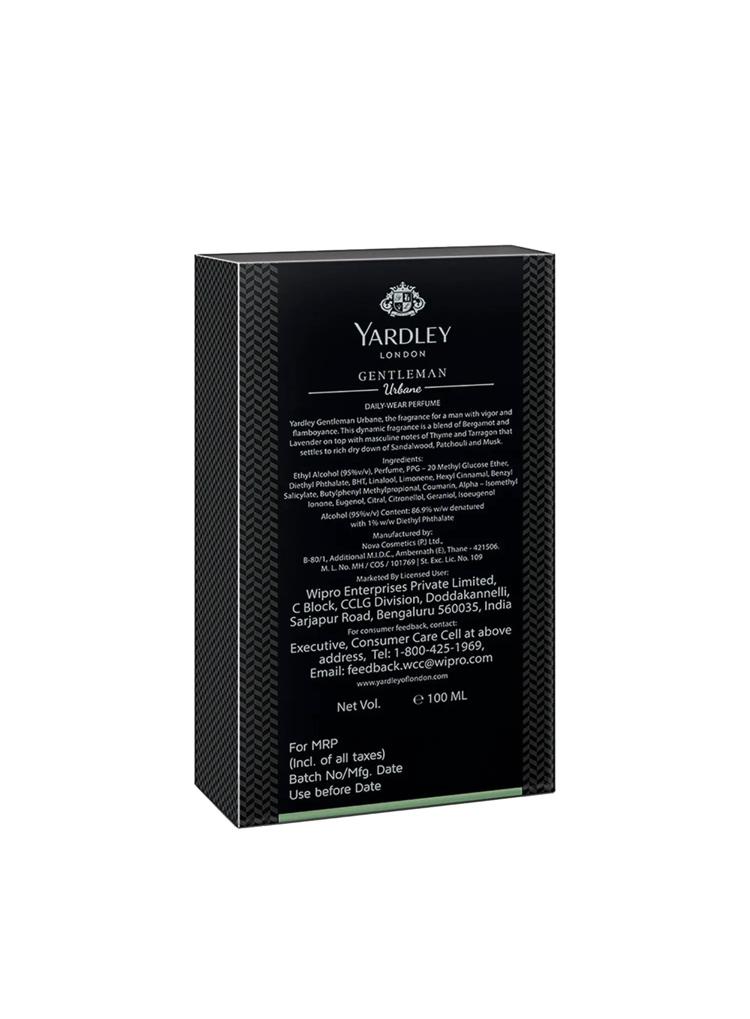 YARDLEY
LONDON
GENTLEMAN
Urbane
DAILY-WEAR PERFUME
Yardley Gentleman Urbane, the fragrance for a man with vigor and
flamboyance. This dynamic fragrance is a blend of Bergamot and
Lavender on top with masculine notes of Thyme and Tarragon that
settles to rich dry down of Sandalwood, Patchouli and Musk.
Ingredients:
Ethyl Alcohol (95%v/v), Perfume, PPG – 20 Methyl Glucose Ether,
Diethyl Phthalate, BHT, Linalool, Limonene, Hexyl Cinnamal, Benzyl
Salicylate, Butylphenyl Methylpropional, Coumarin, Alpha – Isomethyl
Ionone, Eugenol, Citral, Citronellol, Geraniol, Isoeugenol
Alcohol (95%v/v) Content: 86.9% w/w denatured
with 1% w/w Diethyl Phthalate
Manufactured by:
Nova Cosmetics (P.) Ltd.,
B-80/1, Additional M.I.D.C., Ambernath (E), Thane - 421506.
M. L. No. MH / COS / 101769 | St. Exc. Lic. No. 109
Marketed By Licensed User:
Wipro Enterprises Private Limited,
C Block, CCLG Division, Doddakannelli,
Sarjapur Road, Bengaluru 560035, India
For consumer feedback, contact:
Executive, Consumer Care Cell at above
address, Tel: 1-800-425-1969,
Email: feedback.wcc@wipro.com
www.yardleyoflondon.com
Net Vol. ℮ 100 ML
For MRP
(Incl. of all taxes)
Batch No/Mfg. Date
Use before Date